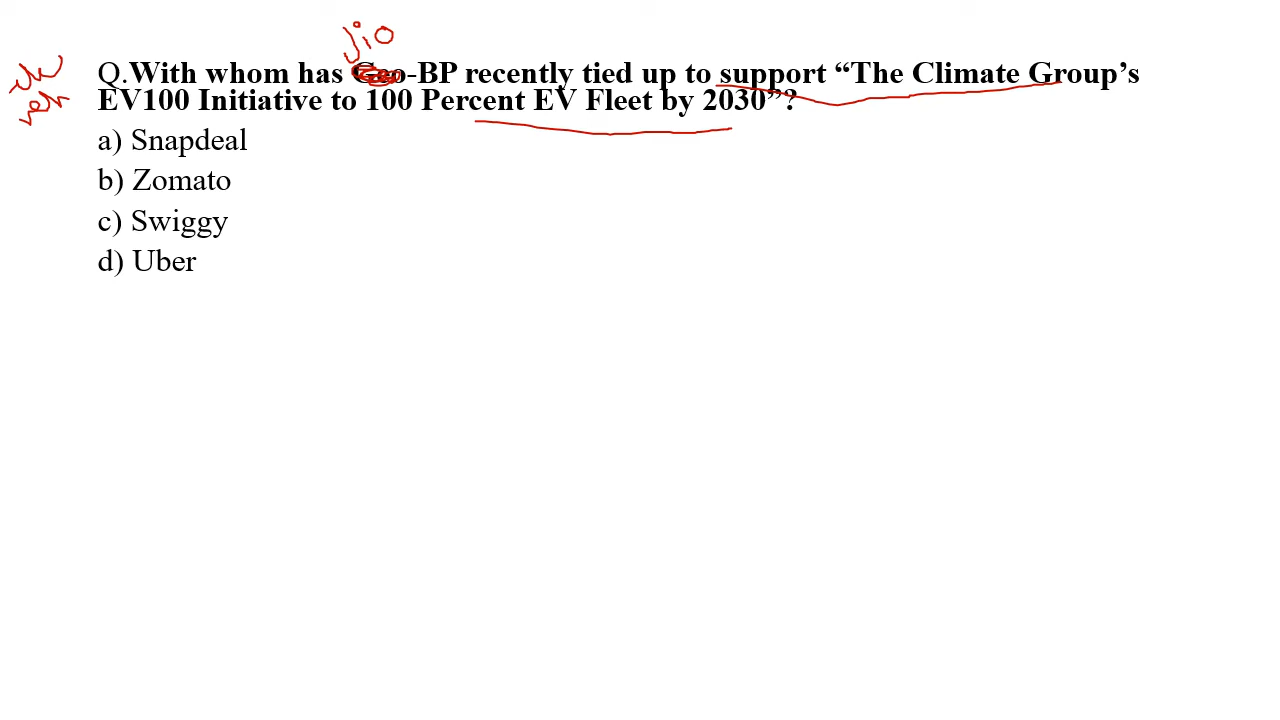 jio
Q.With whom has -BP recently tied up to support “The Climate Group’s
EV100 Initiative to 100 Percent EV Fleet by 2030”?
a) Snapdeal
b) Zomato
c) Swiggy
d) Uber